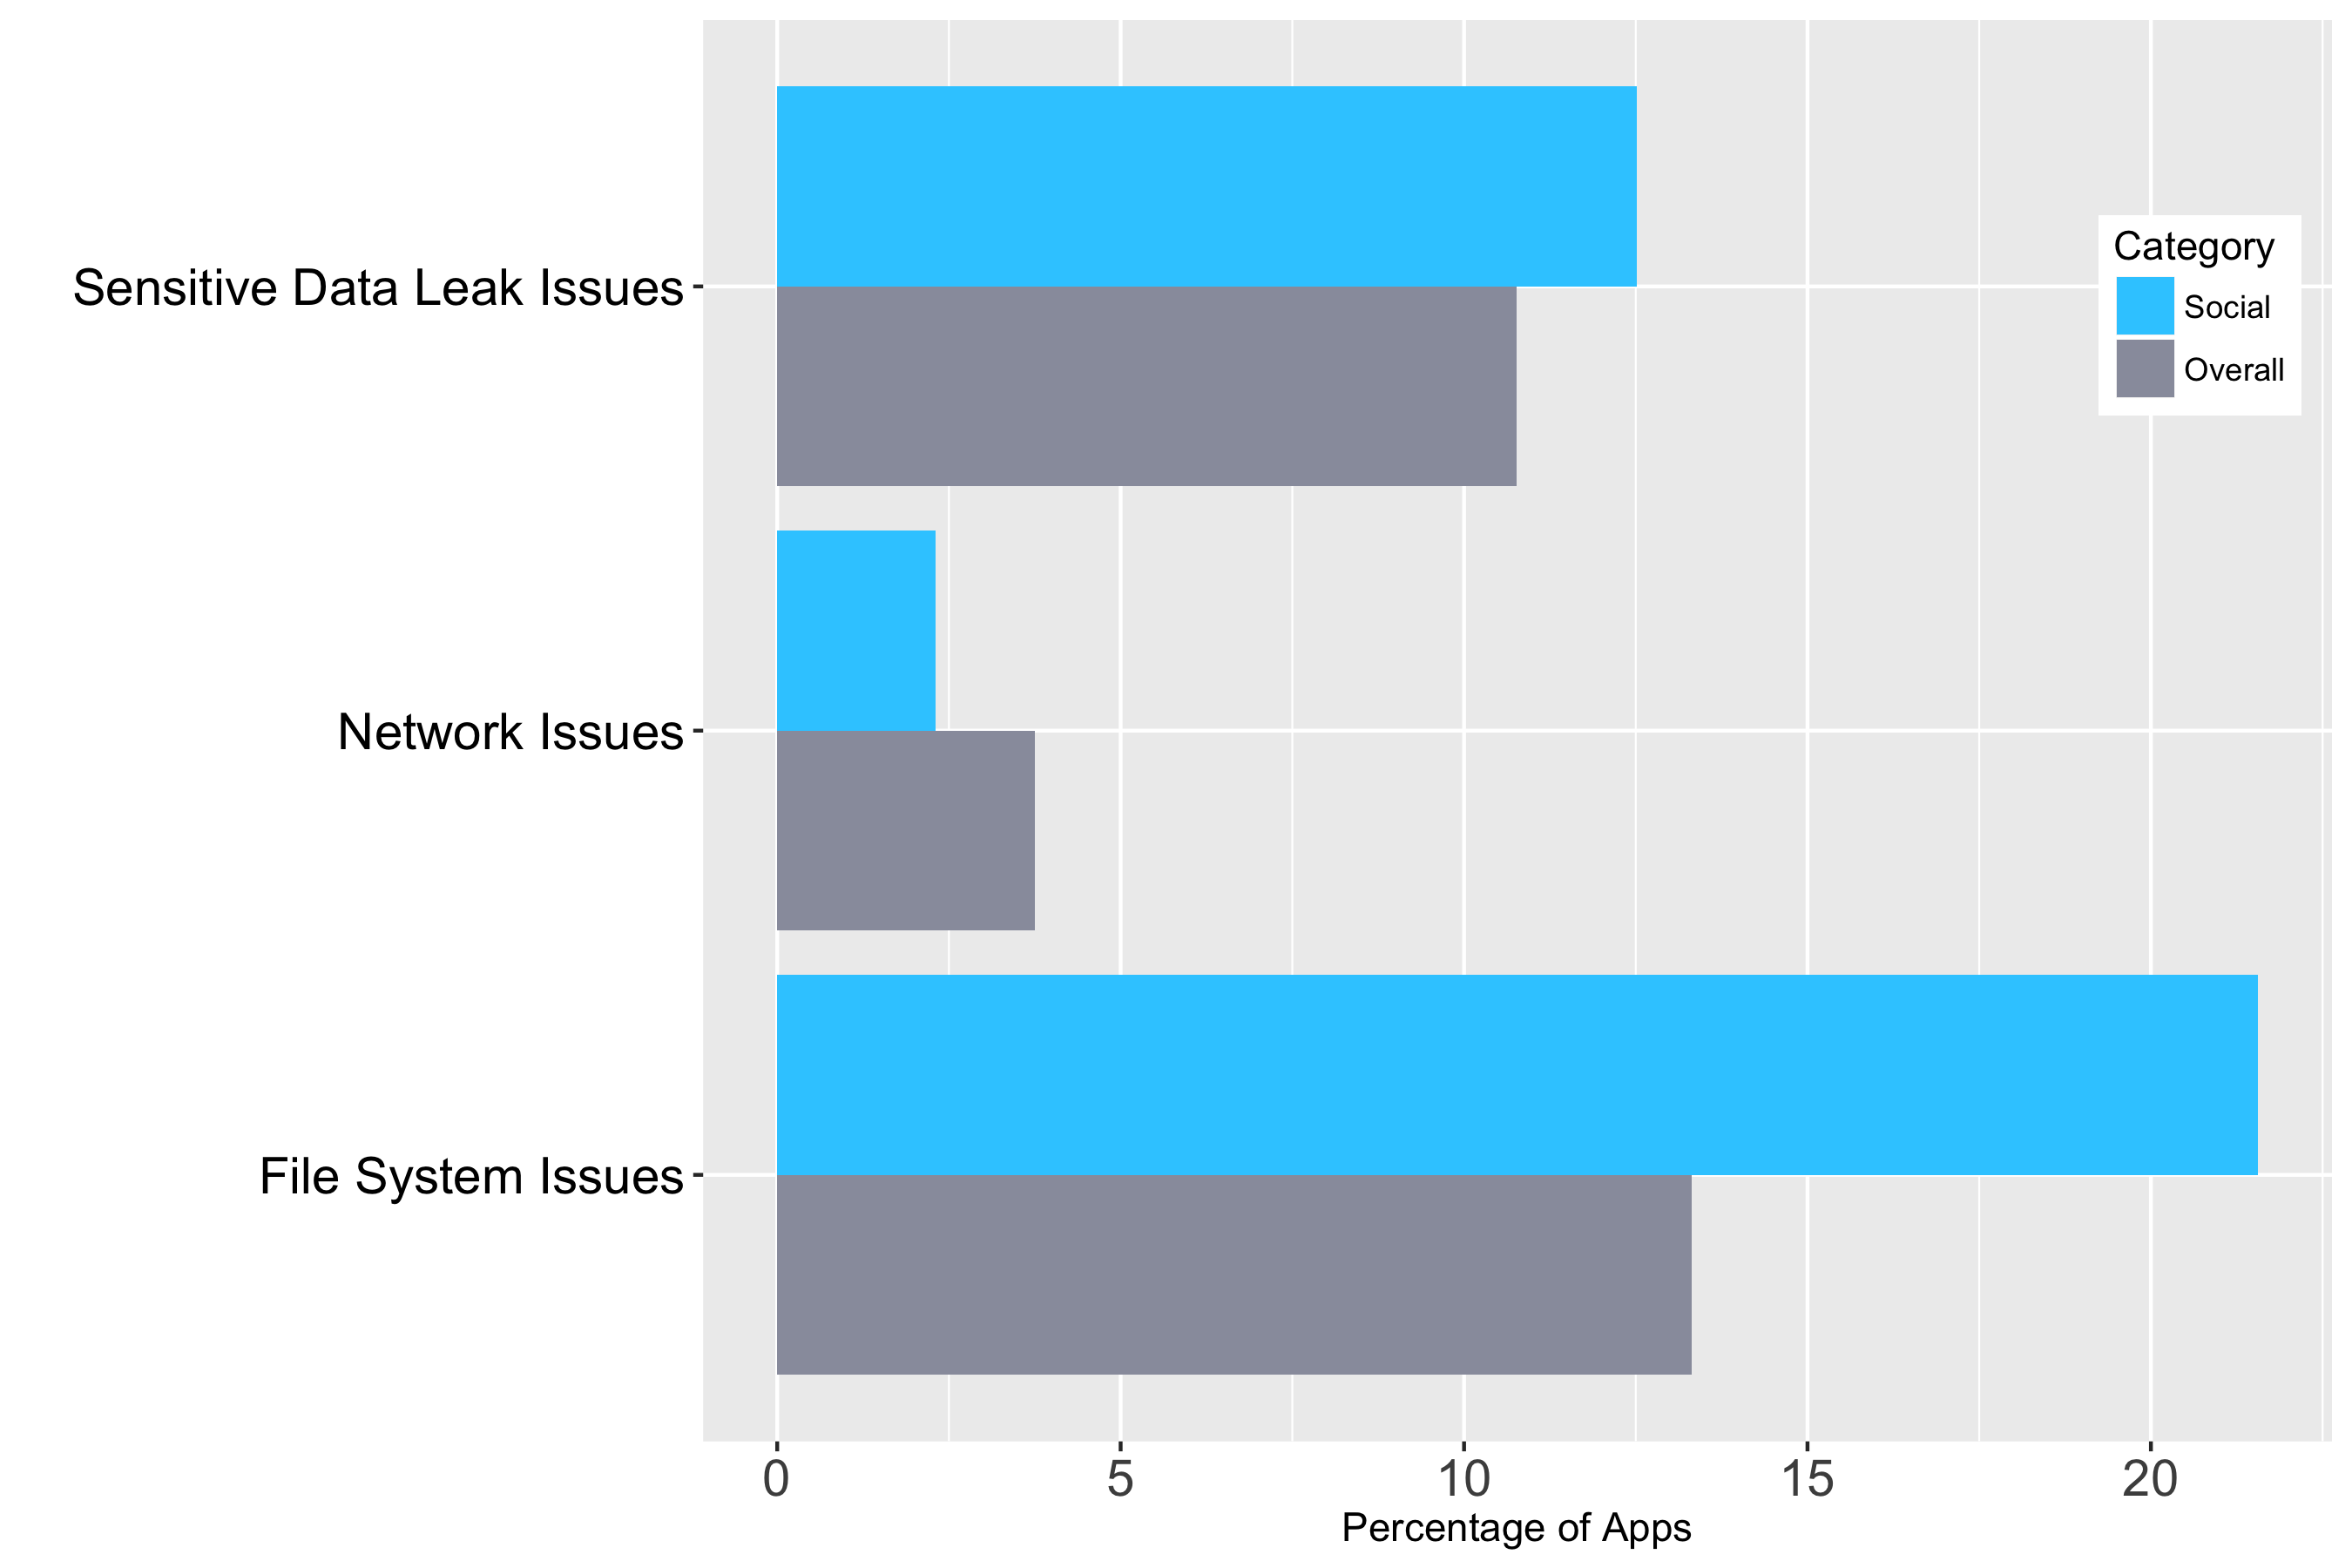 Sensitive Data Leak Issues
Network Issues
File System Issues
Category
Social
Overall
0 5 10 15 20
Percentage of Apps